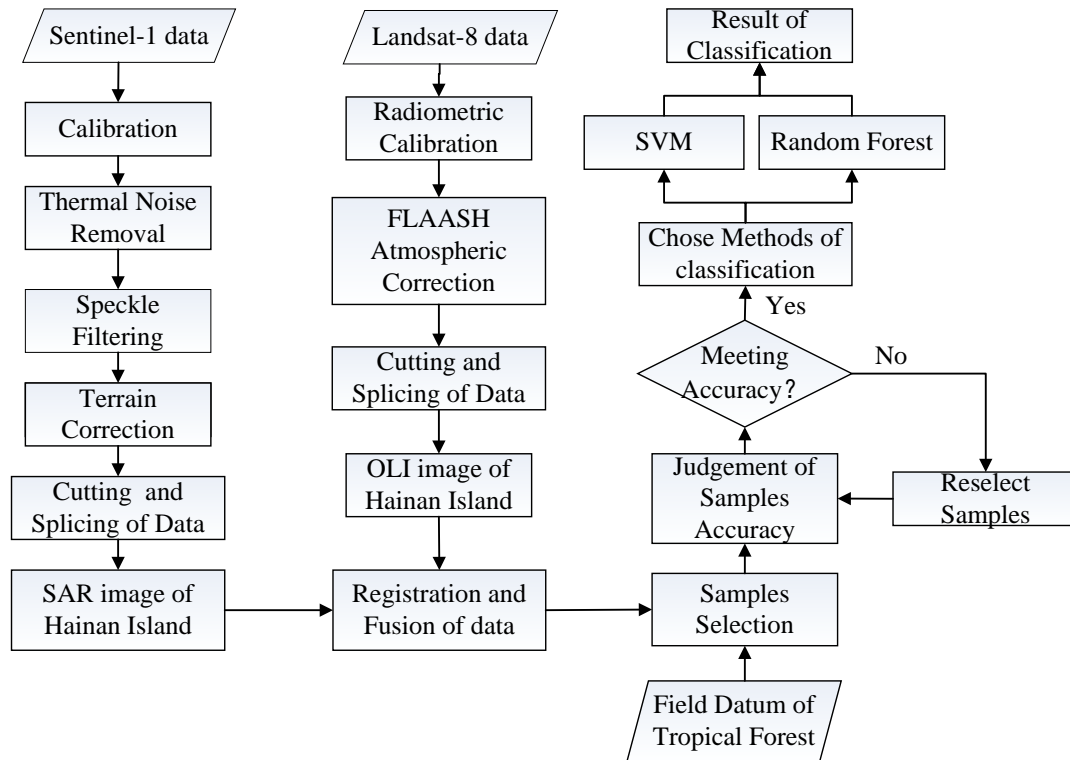 Sentinel-1 data
Calibration
Thermal Noise
Removal
Speckle
Filtering
Terrain
Correction
Cutting and
Splicing of Data
SAR image of
Hainan Island
Landsat-8 data
Radiometric
Calibration
FLAASH
Atmospheric
Correction
Cutting and
Splicing of Data
OLI image of
Hainan Island
Registration and
Fusion of data
Result of
Classification
SVM
Random Forest
Chose Methods of
classification
Yes
Meeting
Accuracy?
No
Judgement of
Samples
Accuracy
Reselect
Samples
Samples
Selection
Field Datum of
Tropical Forest